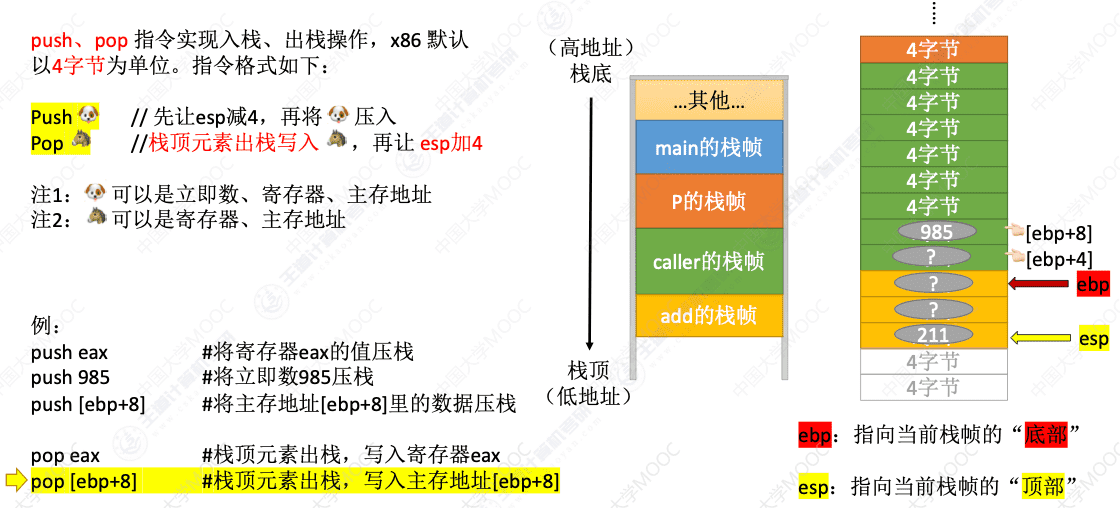 push、pop 指令实现入栈、出栈操作，x86 默认
以4字节为单位。指令格式如下：
Push 🐶 // 先让esp减4，再将 🐶 压入
Pop 🐴 //栈顶元素出栈写入 🐴，再让 esp加4
注1：🐶 可以是立即数、寄存器、主存地址
注2：🐴 可以是寄存器、主存地址
例：
push eax #将寄存器eax的值压栈
push 985 #将立即数985压栈
push [ebp+8] #将主存地址[ebp+8]里的数据压栈
pop eax #栈顶元素出栈，写入寄存器eax
pop [ebp+8] #栈顶元素出栈，写入主存地址[ebp+8]
（高地址）
栈底
…其他…
main的栈帧
P的栈帧
caller的栈帧
add的栈帧
栈顶
（低地址）
4字节
4字节
4字节
4字节
4字节
4字节
4字节
985 [ebp+8]
? [ebp+4]
? ebp
?
211 esp
4字节
4字节
ebp：指向当前栈帧的“底部”
esp：指向当前栈帧的“顶部”